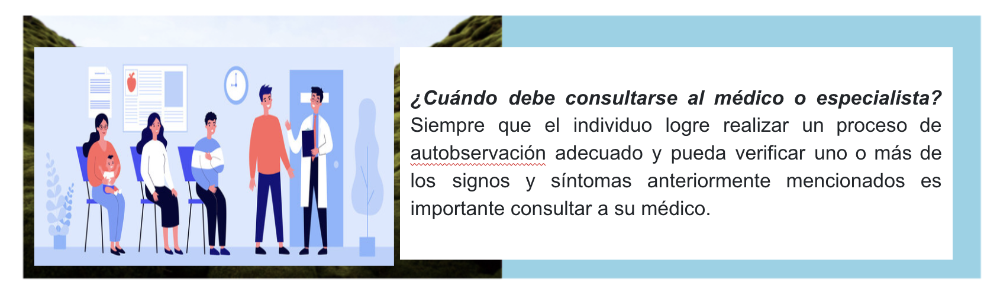 ¿Cuándo debe consultarse al médico o especialista?
Siempre que el individuo logre realizar un proceso de
autobservación adecuado y pueda verificar uno o más de
los signos y síntomas anteriormente mencionados es
importante consultar a su médico.